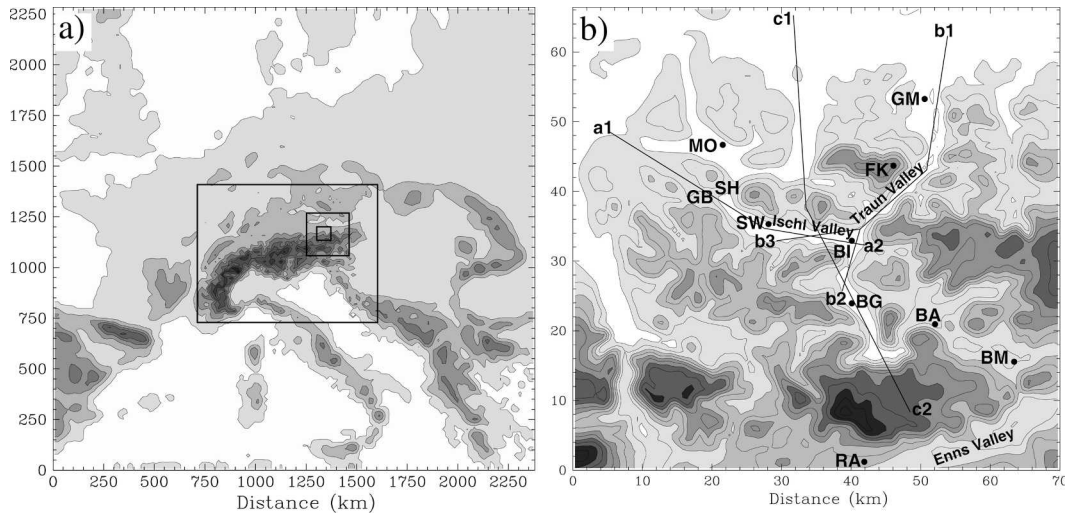 a)
2250
2000
1750
1500
1250
1000
750
500
250
0
0 250 500 750 1000 1250 1500 1750 2000 2250
Distance (km)
b)
60
50
40
30
20
10
0
0 10 20 30 40 50 60 70
Distance (km)
c1
b1
GM
a1
MO
FK
SH
GB
Traun Valley
SW
Ischl Valley
b3
BI
a2
b2
BG
BA
BM
c2
Enns Valley
RA